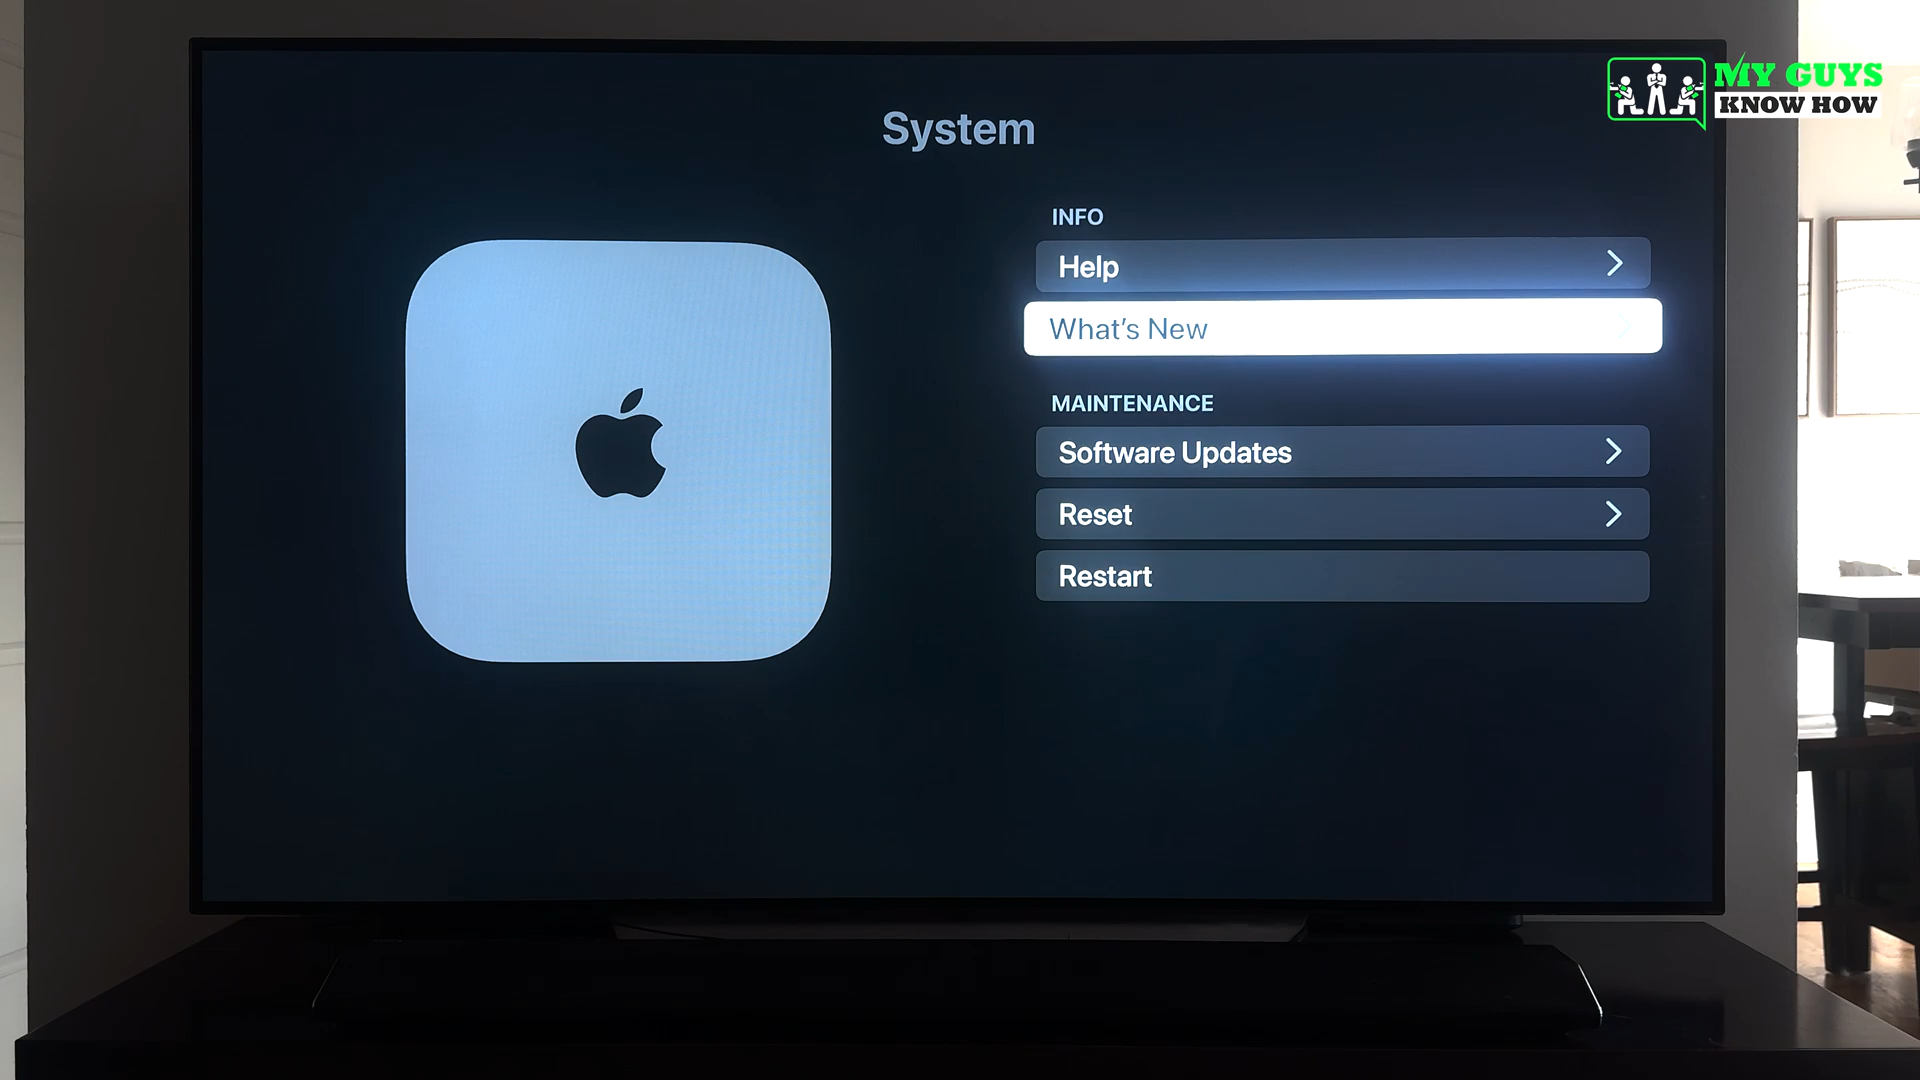 MY GUYS
KNOW HOW
System
INFO
Help
What's New
MAINTENANCE
Software Updates
Reset
Restart